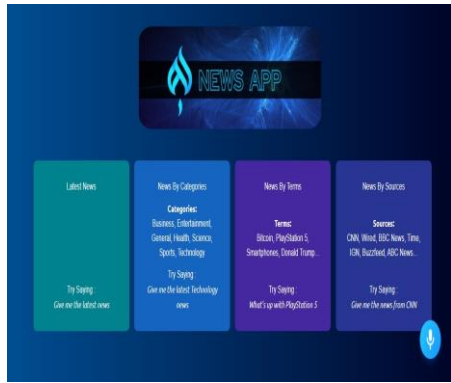 NEWS APP
Latest News
Try Saying :
Give me the latest news
News By Categories
Categories:
Business, Entertainment,
General, Health, Science,
Sports, Technology
Try Saying :
Give me the latest Technology
news
News By Terms
Terms:
Bitcoin, PlayStation 5,
Smartphones, Donald Trump...
Try Saying :
What's up with PlayStation 5
News By Sources
Sources:
CNN, Wired, BBC News, Time,
IGN, Buzzfeed, ABC News...
Try Saying :
Give me the news from CNN